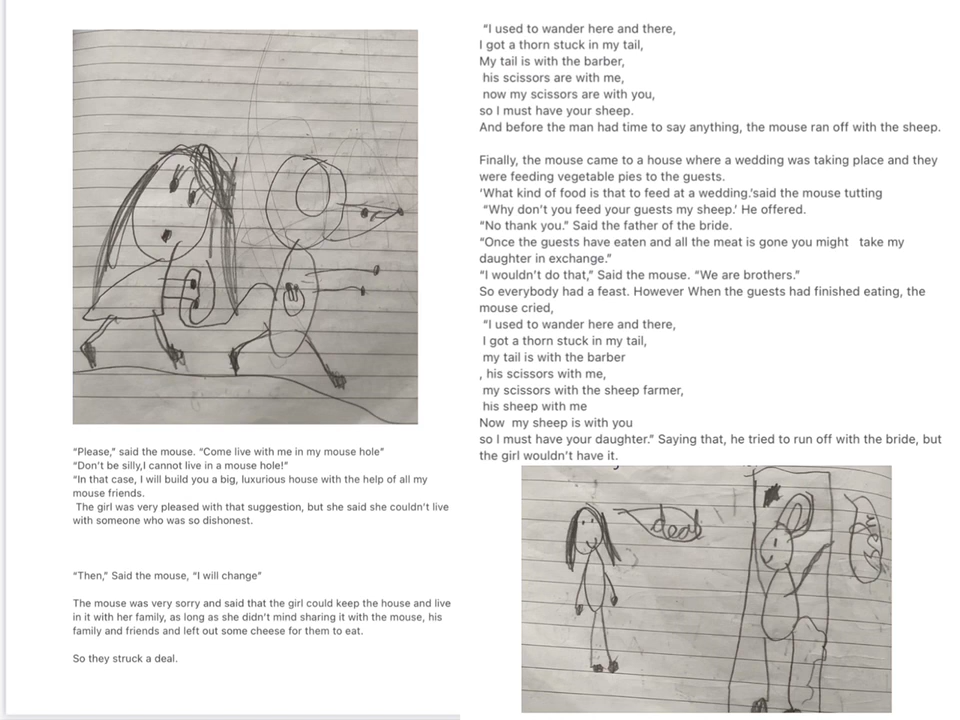 “Please,” said the mouse. “Come live with me in my mouse hole”
“Don't be silly,I cannot live in a mouse hole!”
“In that case, I will build you a big, luxurious house with the help of all my
mouse friends.
The girl was very pleased with that suggestion, but she said she couldn't live
with someone who was so dishonest.
“Then,” Said the mouse, “I will change”
The mouse was very sorry and said that the girl could keep the house and live
in it with her family, as long as she didn't mind sharing it with the mouse, his
family and friends and left out some cheese for them to eat.
So they struck a deal.
“I used to wander here and there,
I got a thorn stuck in my tail,
My tail is with the barber,
his scissors are with me,
now my scissors are with you,
so I must have your sheep.
And before the man had time to say anything, the mouse ran off with the sheep.
Finally, the mouse came to a house where a wedding was taking place and they
were feeding vegetable pies to the guests.
‘What kind of food is that to feed at a wedding.’said the mouse tutting
“Why don't you feed your guests my sheep.’ He offered.
“No thank you.” Said the father of the bride.
“Once the guests have eaten and all the meat is gone you might take my
daughter in exchange.”
“I wouldn't do that,” Said the mouse. “We are brothers.”
So everybody had a feast. However When the guests had finished eating, the
mouse cried,
“I used to wander here and there,
I got a thorn stuck in my tail,
my tail is with the barber
, his scissors with me,
my scissors with the sheep farmer,
his sheep with me
Now my sheep is with you
so I must have your daughter.” Saying that, he tried to run off with the bride, but
the girl wouldn't have it.
deal